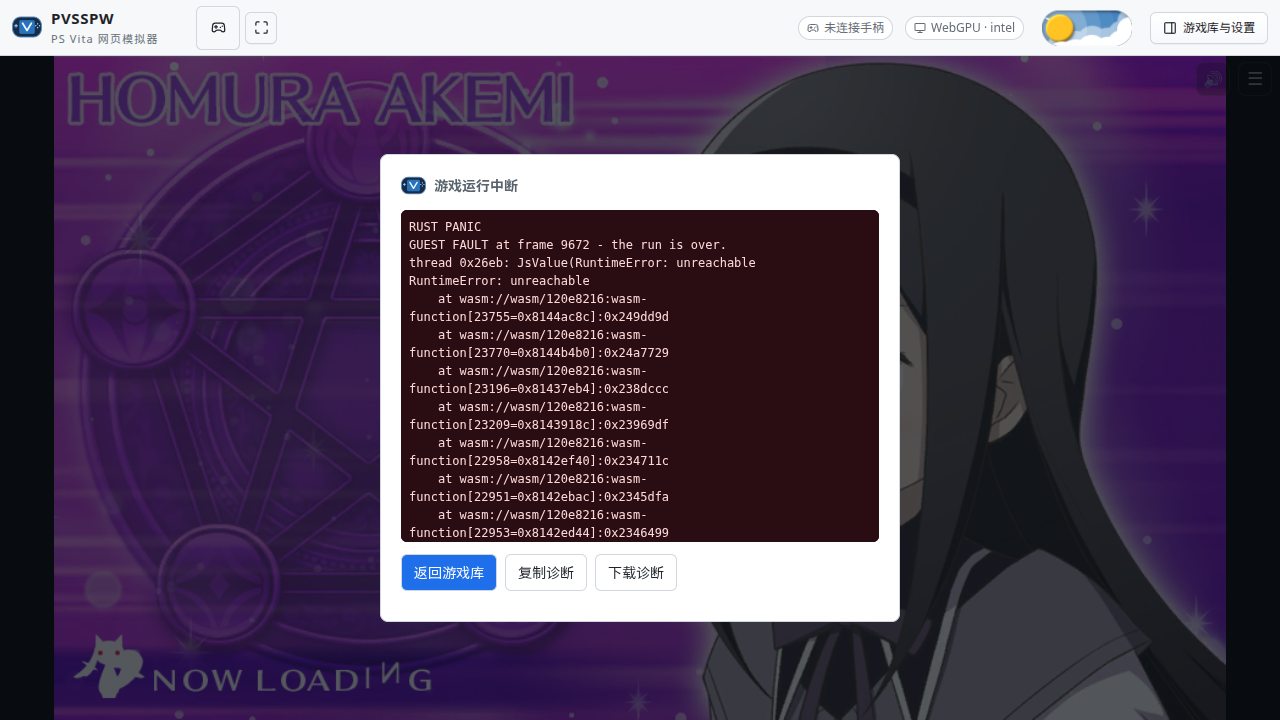 PVSSPW
PS Vita 网页模拟器
未连接手柄
WebGPU · intel
游戏库与设置
HOMURA AKEMI
游戏运行中断
RUST PANIC
GUEST FAULT at frame 9672 - the run is over.
thread 0x26eb: JsValue(RuntimeError: unreachable
RuntimeError: unreachable
    at wasm://wasm/120e8216:wasm-
function[23755=0x8144ac8c]:0x249dd9d
    at wasm://wasm/120e8216:wasm-
function[23770=0x8144b4b0]:0x24a7729
    at wasm://wasm/120e8216:wasm-
function[23196=0x81437eb4]:0x238dccc
    at wasm://wasm/120e8216:wasm-
function[23209=0x8143918c]:0x23969df
    at wasm://wasm/120e8216:wasm-
function[22958=0x8142ef40]:0x234711c
    at wasm://wasm/120e8216:wasm-
function[22951=0x8142ebac]:0x2345dfa
    at wasm://wasm/120e8216:wasm-
function[22953=0x8142ed44]:0x2346499
返回游戏库
复制诊断
下载诊断
NOW LOADING